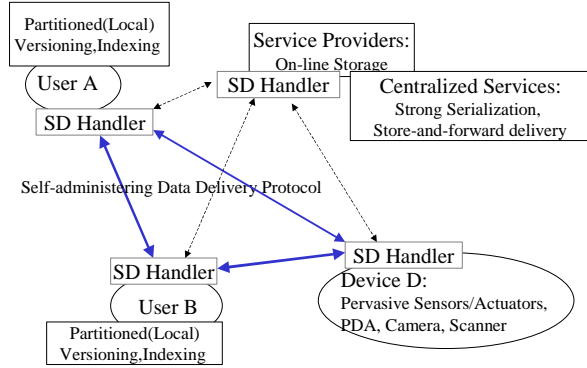 Partitioned(Local)
Versioning,Indexing
User A
SD Handler
Service Providers:
On-line Storage
SD Handler
Centralized Services:
Strong Serialization,
Store-and-forward delivery
Self-administering Data Delivery Protocol
SD Handler
User B
Partitioned(Local)
Versioning,Indexing
SD Handler
Device D:
Pervasive Sensors/Actuators,
PDA, Camera, Scanner